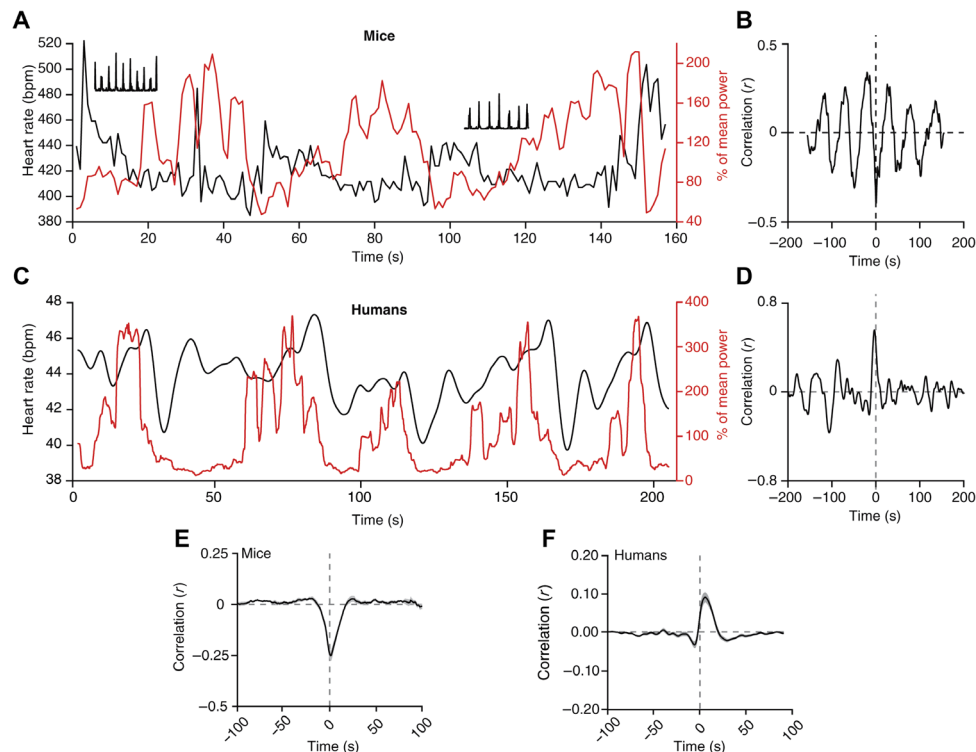 A
Mice
Heart rate (bpm)
520
500
480
460
440
420
400
380
% of mean power
200
160
120
80
40
0 20 40 60 80 100 120 140 160
Time (s)
B
Correlation (r)
0.5
0
−0.5
−200 −100 0 100 200
Time (s)
C
Humans
Heart rate (bpm)
48
46
44
42
40
38
% of mean power
400
300
200
100
0
0 50 100 150 200
Time (s)
D
Correlation (r)
0.8
0
−0.8
−200 −100 0 100 200
Time (s)
E
Mice
Correlation (r)
0.25
0
−0.25
−0.5
−100 −50 0 50 100
Time (s)
F
Humans
Correlation (r)
0.20
0.10
0.00
−0.10
−0.20
−100 −50 0 50 100
Time (s)